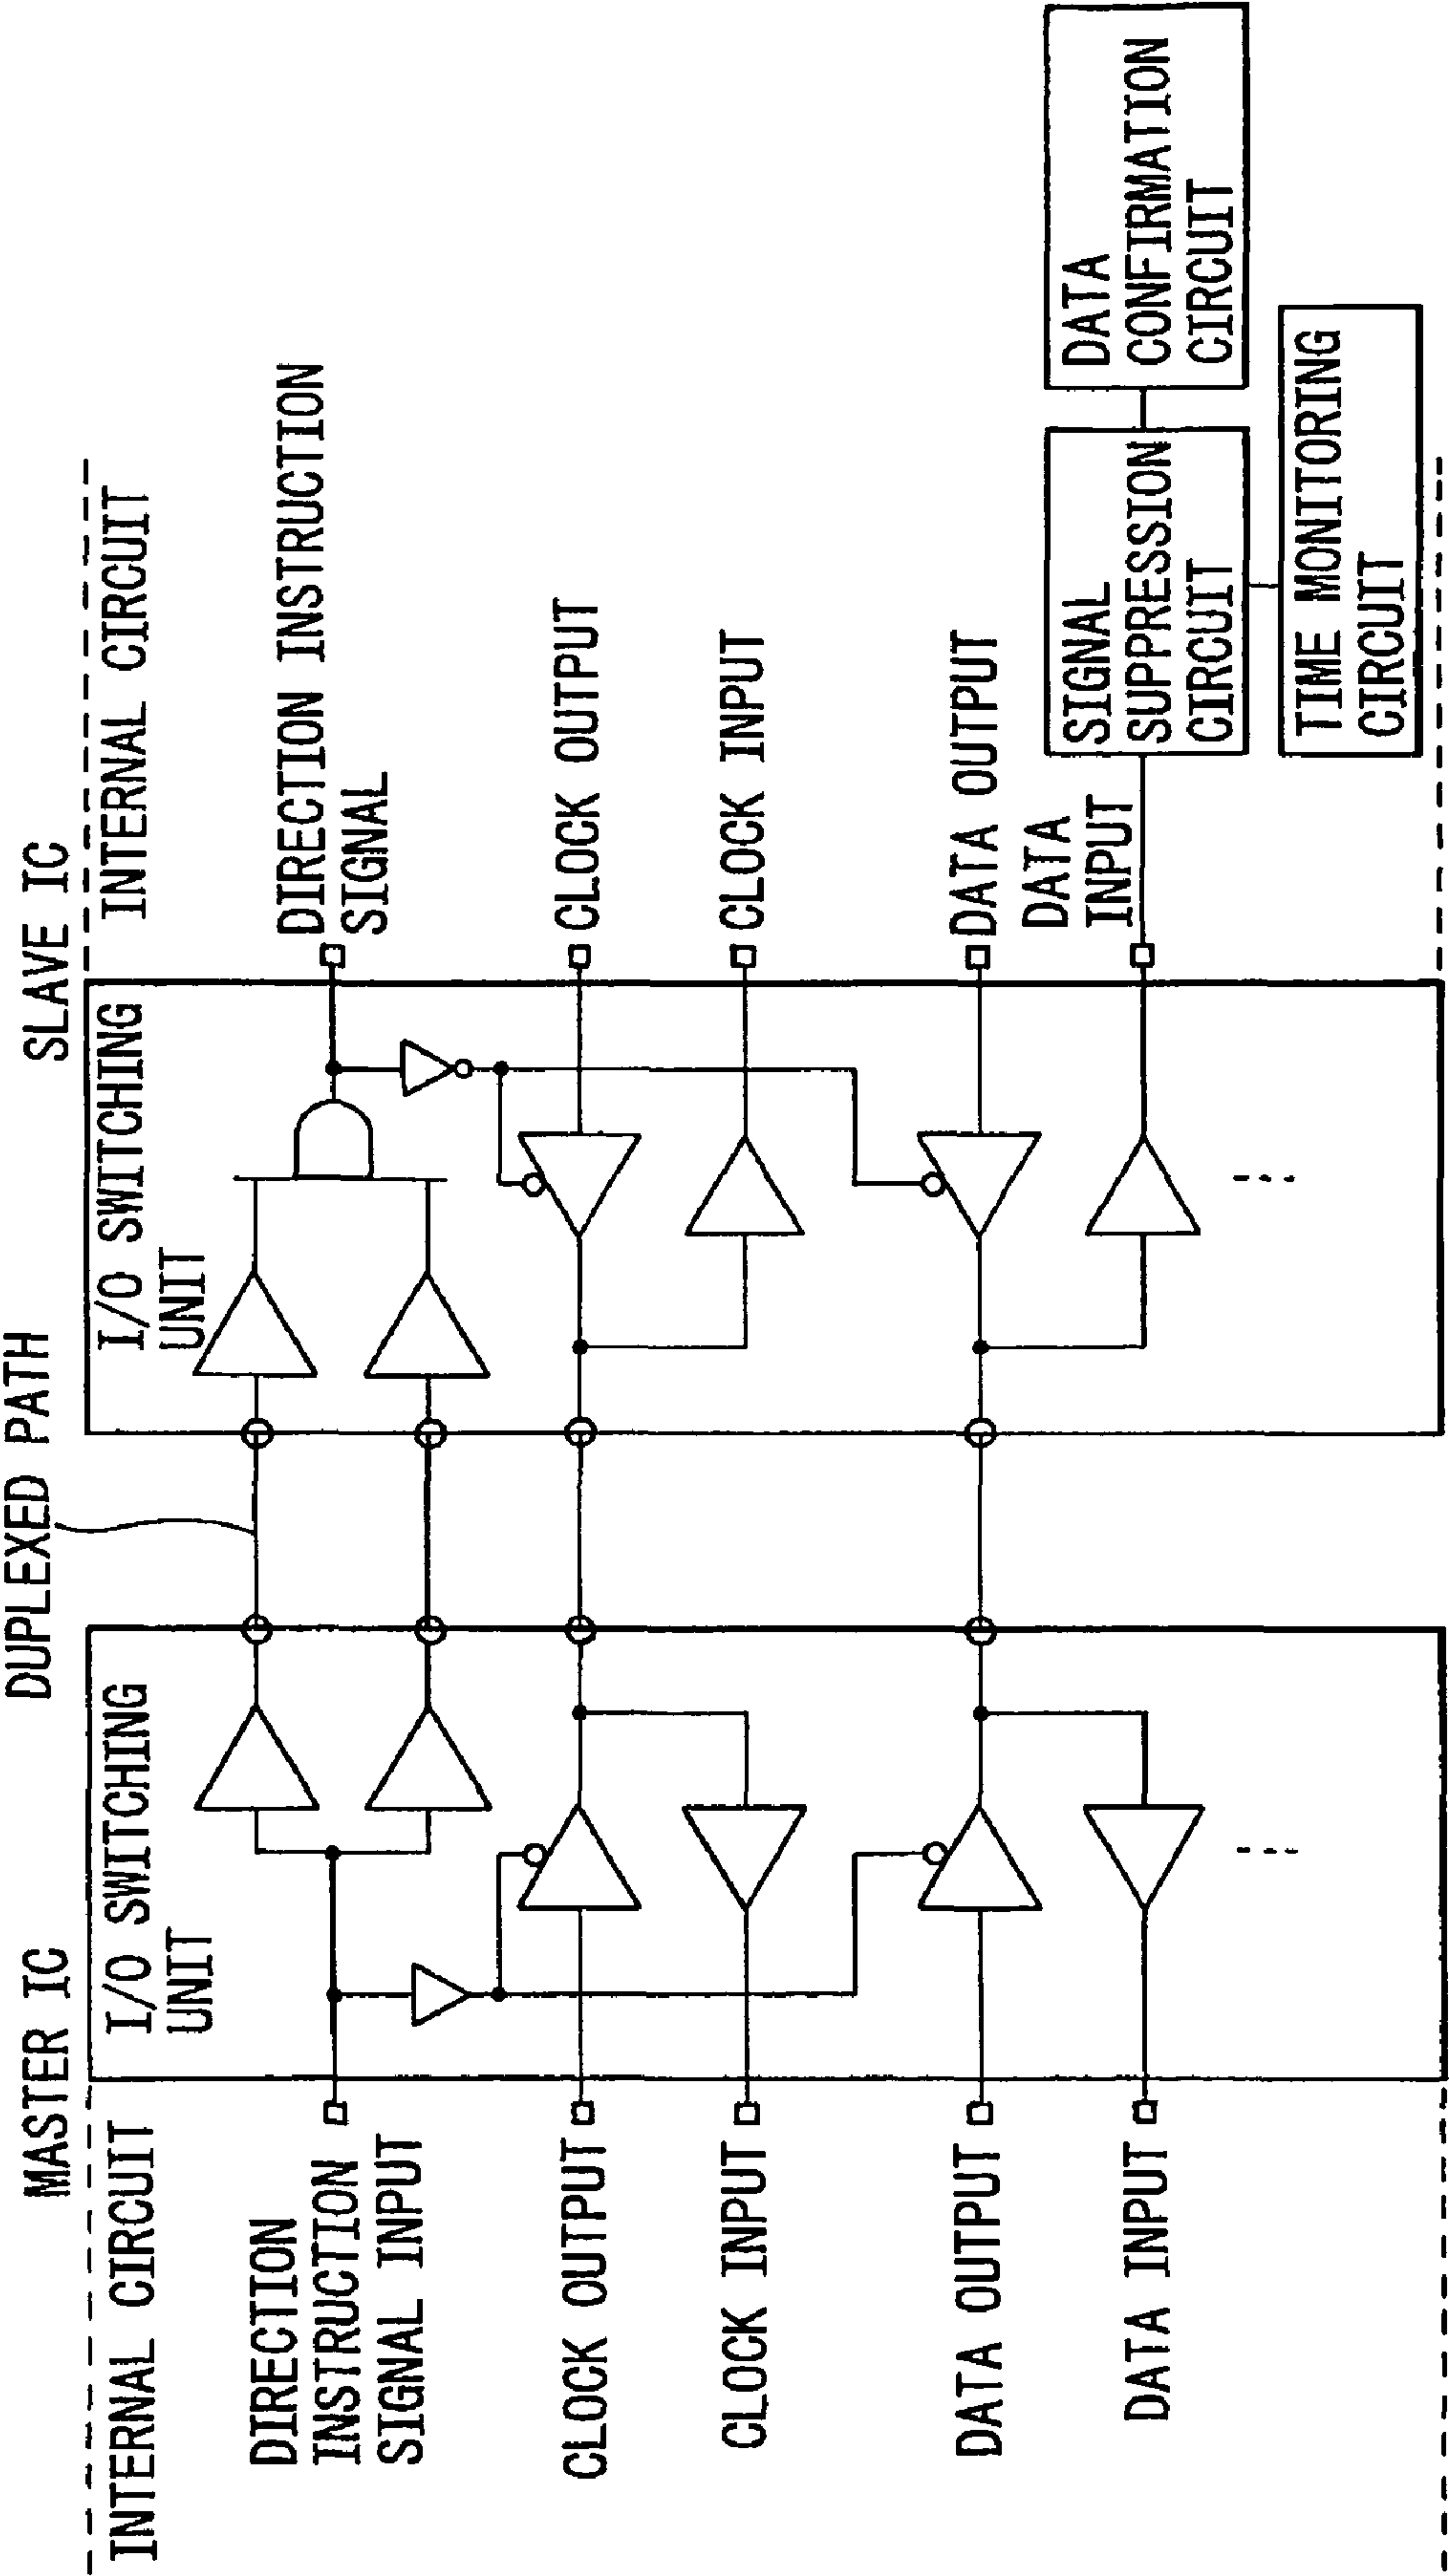 MASTER IC
INTERNAL CIRCUIT
I/O SWITCHING
UNIT
DIRECTION
INSTRUCTION
SIGNAL INPUT
CLOCK OUTPUT
CLOCK INPUT
DATA OUTPUT
DATA INPUT
DUPLEXED PATH
SLAVE IC
I/O SWITCHING
UNIT
INTERNAL CIRCUIT
DIRECTION INSTRUCTION
SIGNAL
CLOCK OUTPUT
CLOCK INPUT
DATA OUTPUT
DATA
INPUT
SIGNAL
SUPPRESSION
CIRCUIT
DATA
CONFIRMATION
CIRCUIT
TIME MONITORING
CIRCUIT